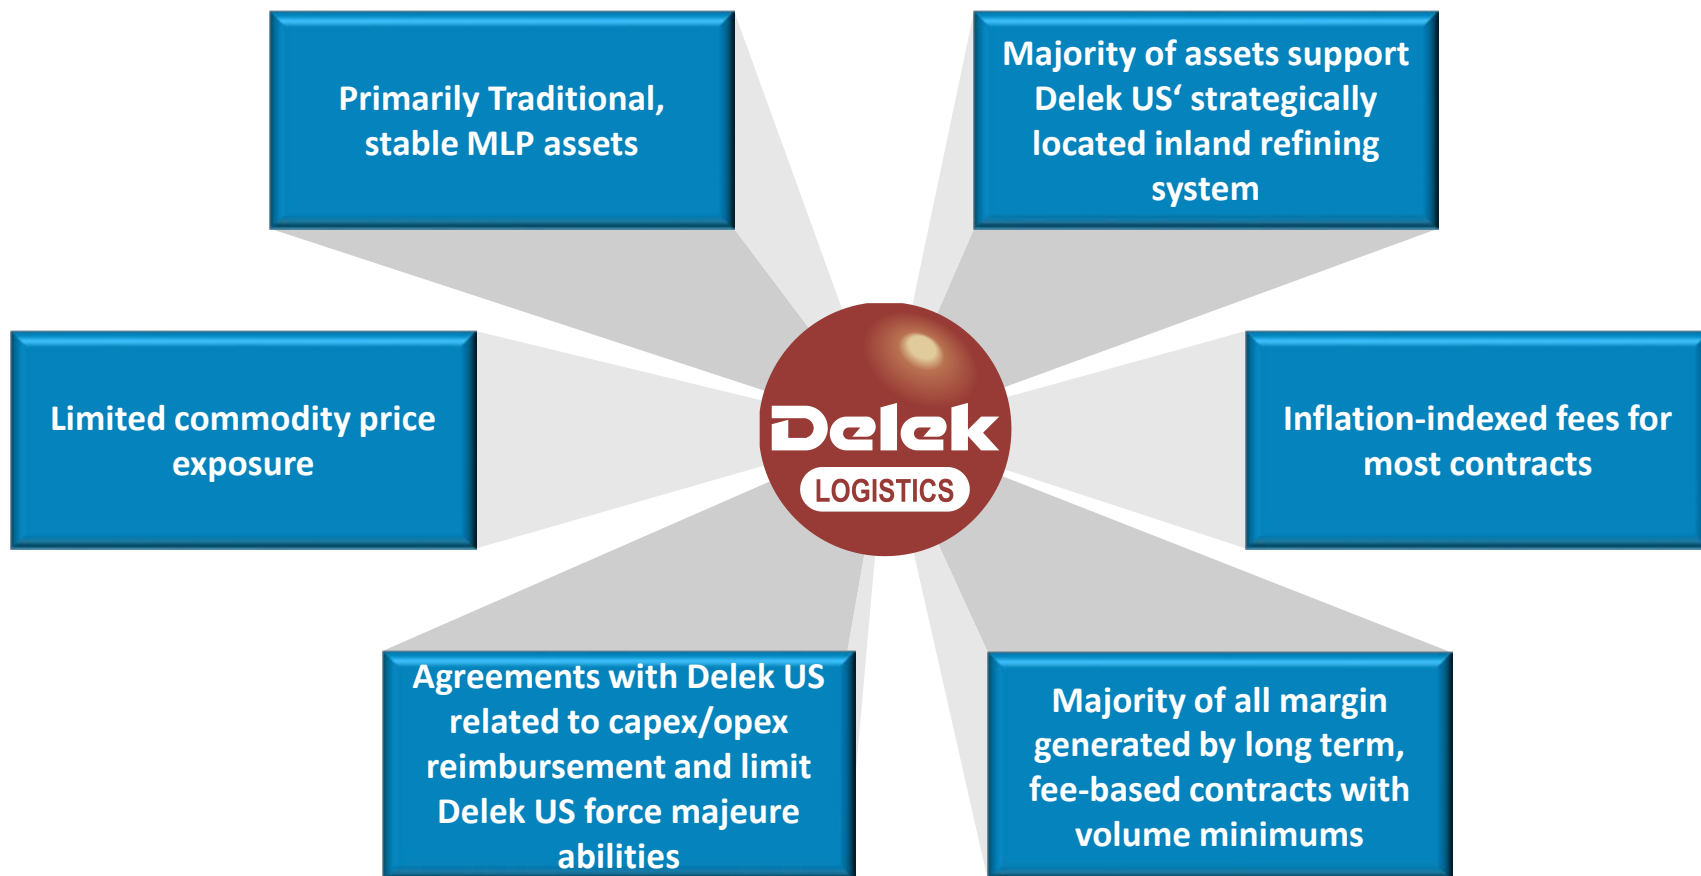 Primarily Traditional,
stable MLP assets
Majority of assets support
Delek US‘ strategically
located inland refining
system
Limited commodity price
exposure
Delek
LOGISTICS
Inflation-indexed fees for
most contracts
Agreements with Delek US
related to capex/opex
reimbursement and limit
Delek US force majeure
abilities
Majority of all margin
generated by long term,
fee-based contracts with
volume minimums